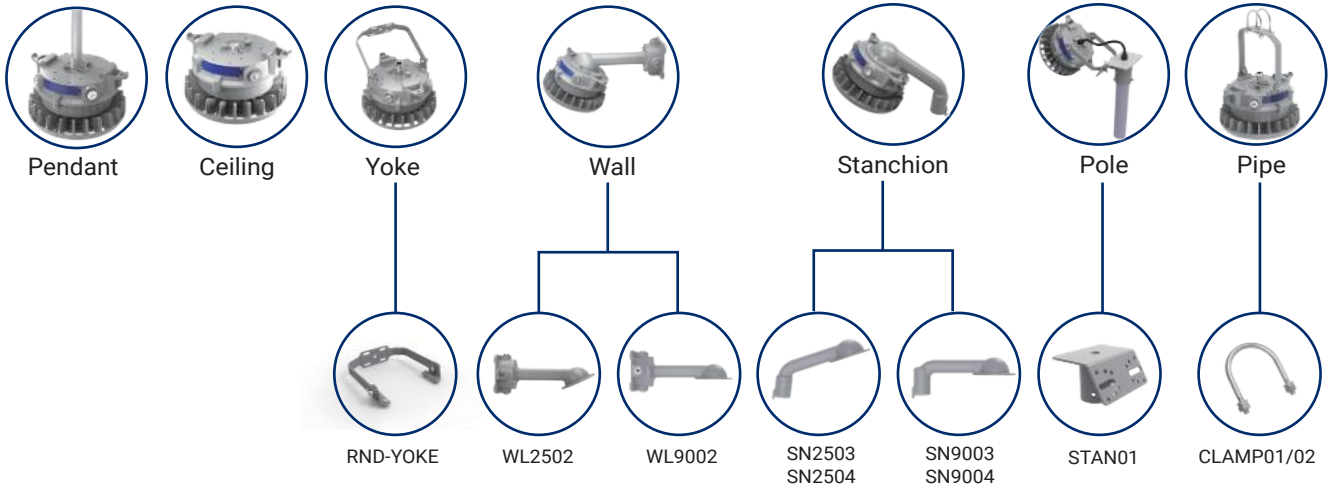 Pendant
Ceiling
Yoke
Wall
Stanchion
Pole
Pipe
RND-YOKE
WL2502
WL9002
SN2503
SN2504
SN9003
SN9004
STAN01
CLAMP01/02